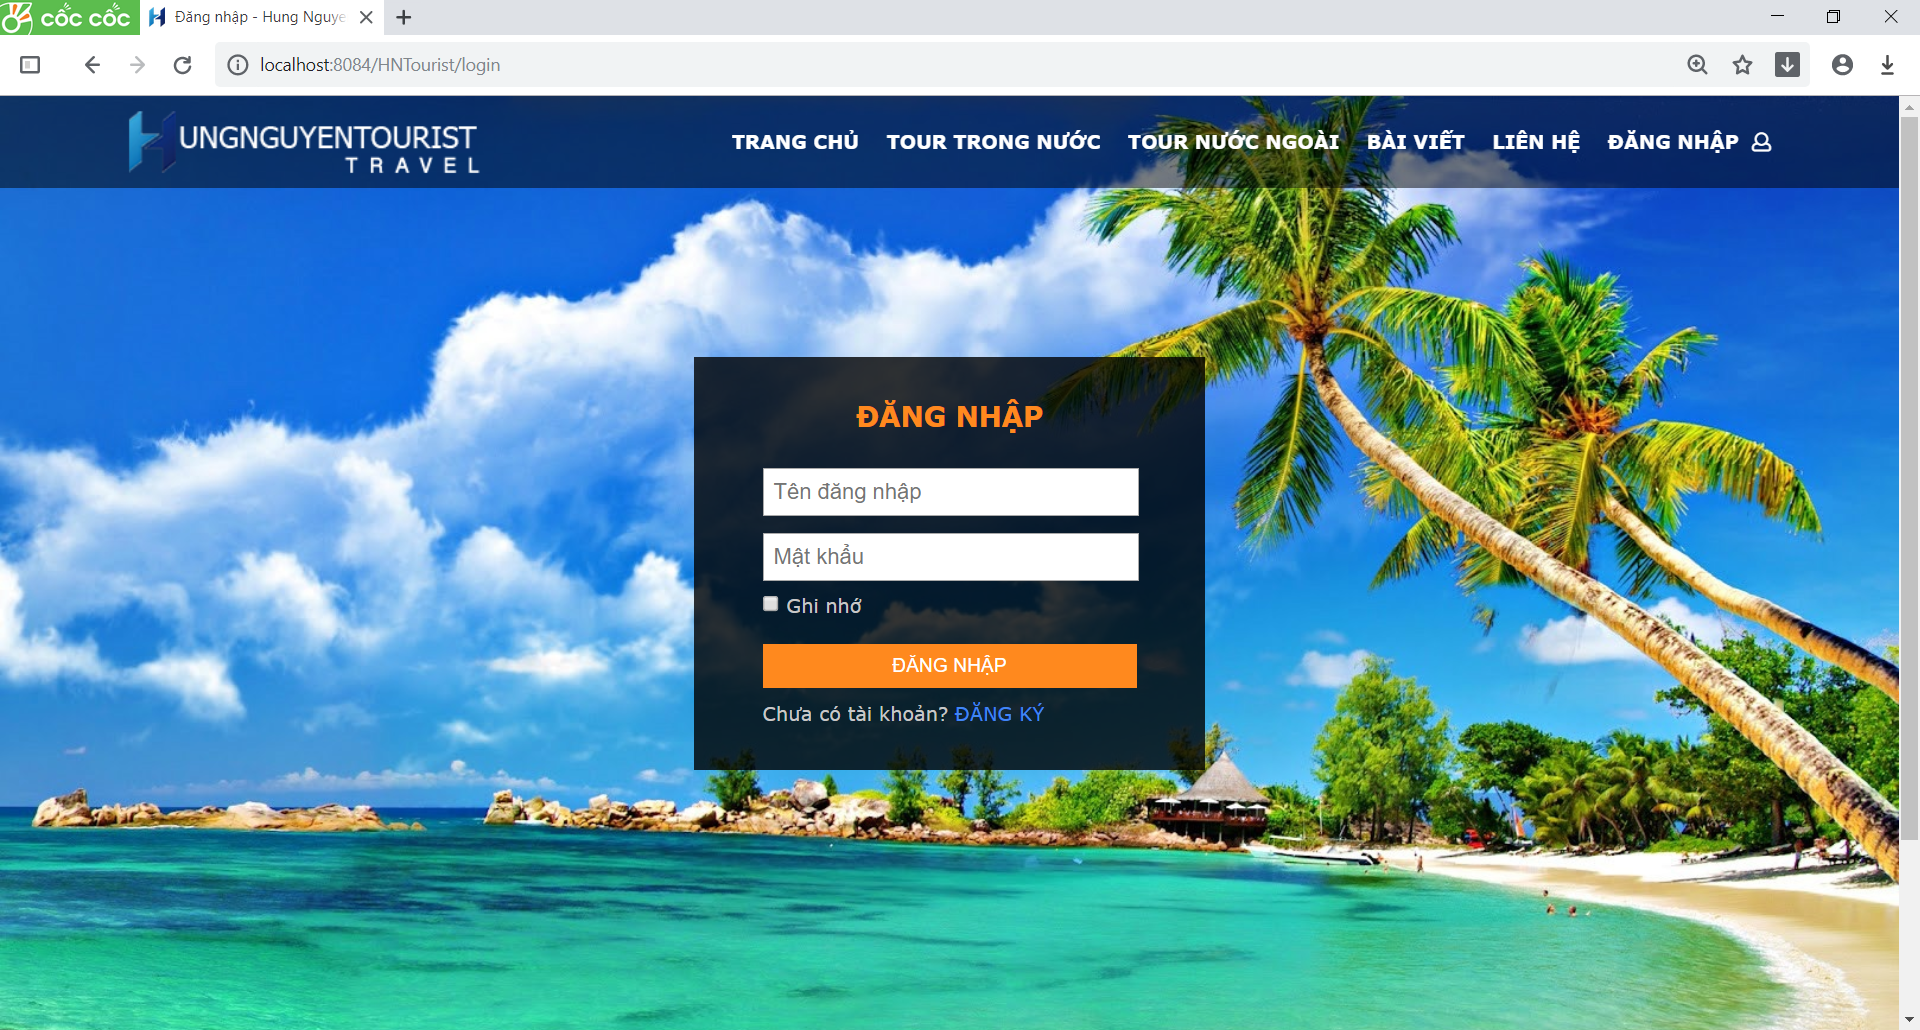 cốc cốc
Đăng nhập - Hung Nguye
localhost:8084/HNTourist/login
HUNGNGUYENTOURIST
TRAVEL
TRANG CHỦ TOUR TRONG NƯỚC TOUR NƯỚC NGOÀI BÀI VIẾT LIÊN HỆ ĐĂNG NHẬP
ĐĂNG NHẬP
Tên đăng nhập
Mật khẩu
Ghi nhớ
ĐĂNG NHẬP
Chưa có tài khoản? ĐĂNG KÝ